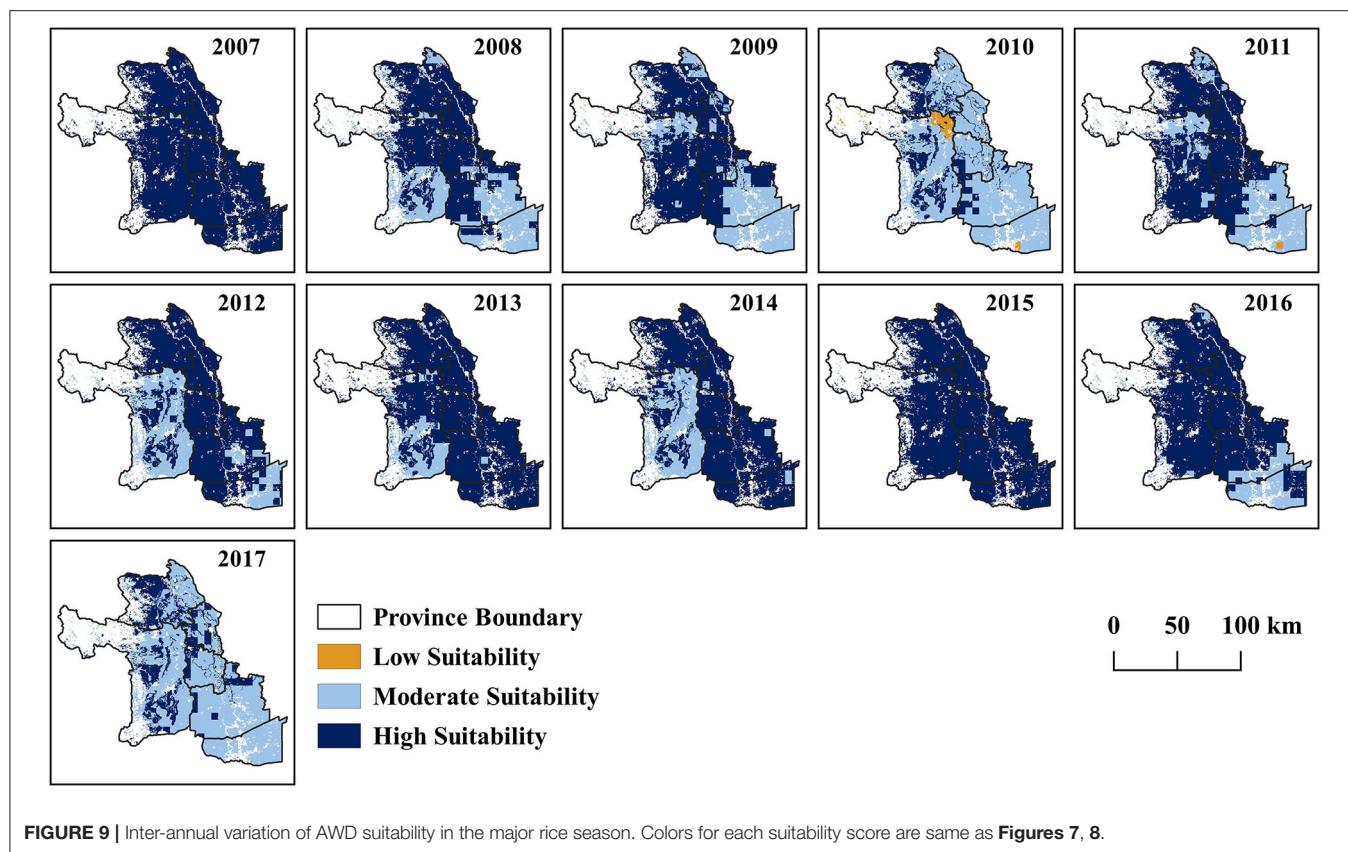 2007
2008
2009
2010
2011
2012
2013
2014
2015
2016
2017
Province Boundary
Low Suitability
Moderate Suitability
High Suitability
0 50 100 km
FIGURE 9 | Inter-annual variation of AWD suitability in the major rice season. Colors for each suitability score are same as Figures 7, 8.